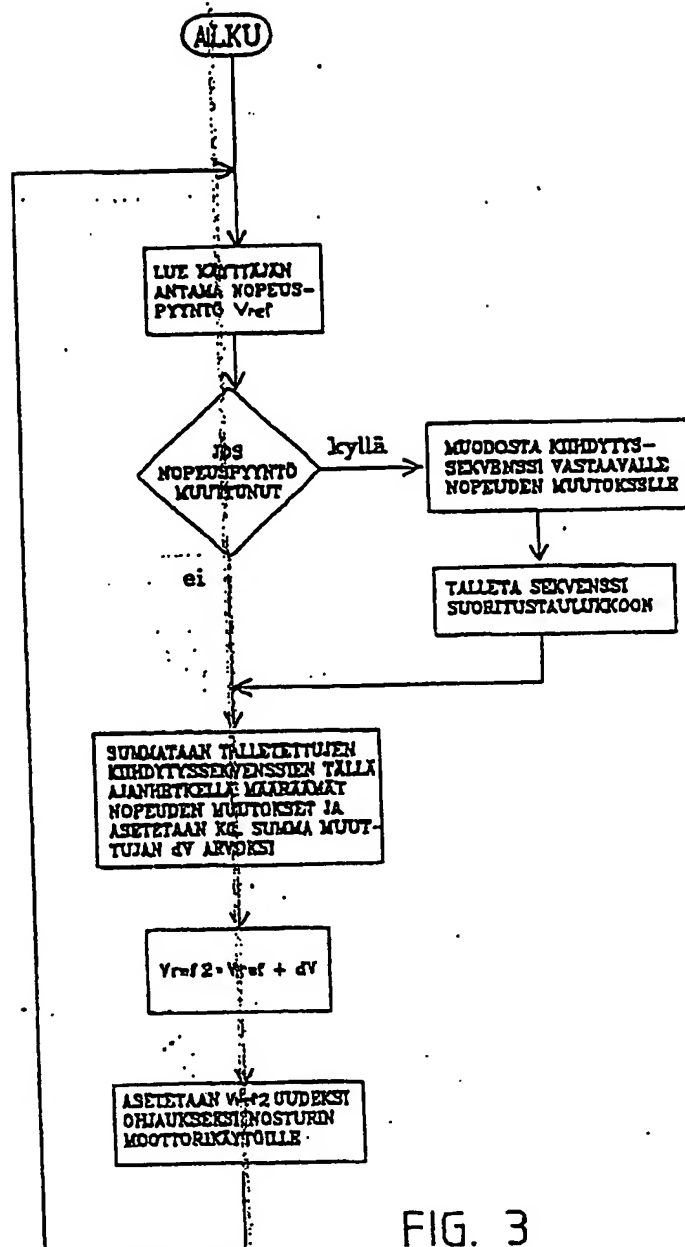 ALKU
LUE KÄYTTÄJÄN
ANTAMA NOPEUS-
PYYNTÖ Vref
JOS
NOPEUSPYYNTÖ
MUUTTUNUT
kyllä
ei
MUODOSTA KIIHDYTYS-
SEKVENSSI VASTAAVALLE
NOPEUDEN MUUTOKSELLE
TALLETA SEKVENSSI
SUORITUSTAULUKKOON
SUMMATAAN TALLETETTUJEN
KIIHDYTYSSEKVENSSIEN TÄLLÄ
AJANHETKELLÄ MÄÄRÄÄMÄT
NOPEUDEN MUUTOKSET JA
ASETETAAN KO. SUMMA MUUT-
TUJAN dV ARVOKSI
Vref2=Vref + dV
ASETETAAN Vref2 UUDEKSI
OHJAUKSEKSI NOSTURIN
MOOTTORIKÄYTÖILLE
FIG. 3